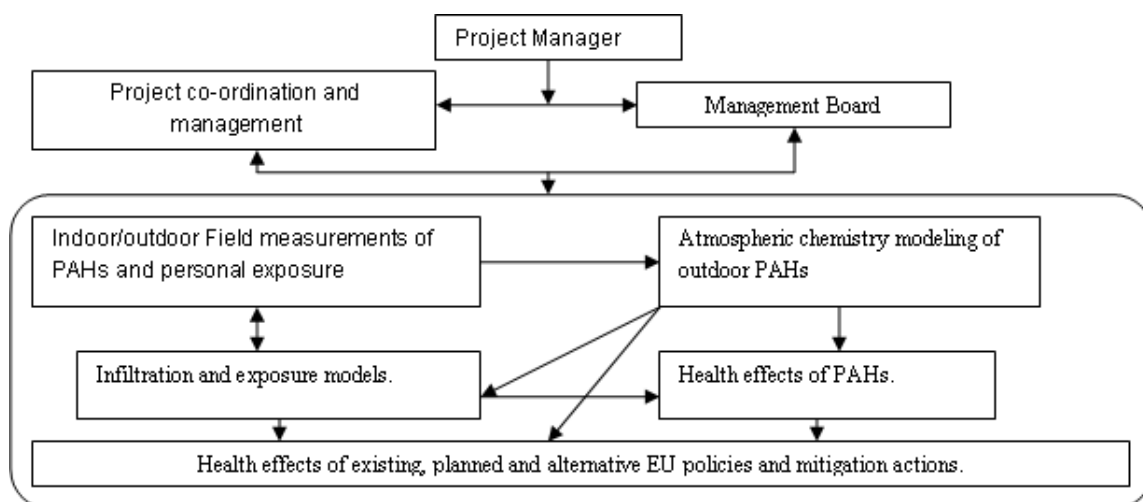 Project Manager
Project co-ordination and
management
Management Board
Indoor/outdoor Field measurements of
PAHs and personal exposure
Atmospheric chemistry modeling of
outdoor PAHs
Infiltration and exposure models.
Health effects of PAHs.
Health effects of existing, planned and alternative EU policies and mitigation actions.